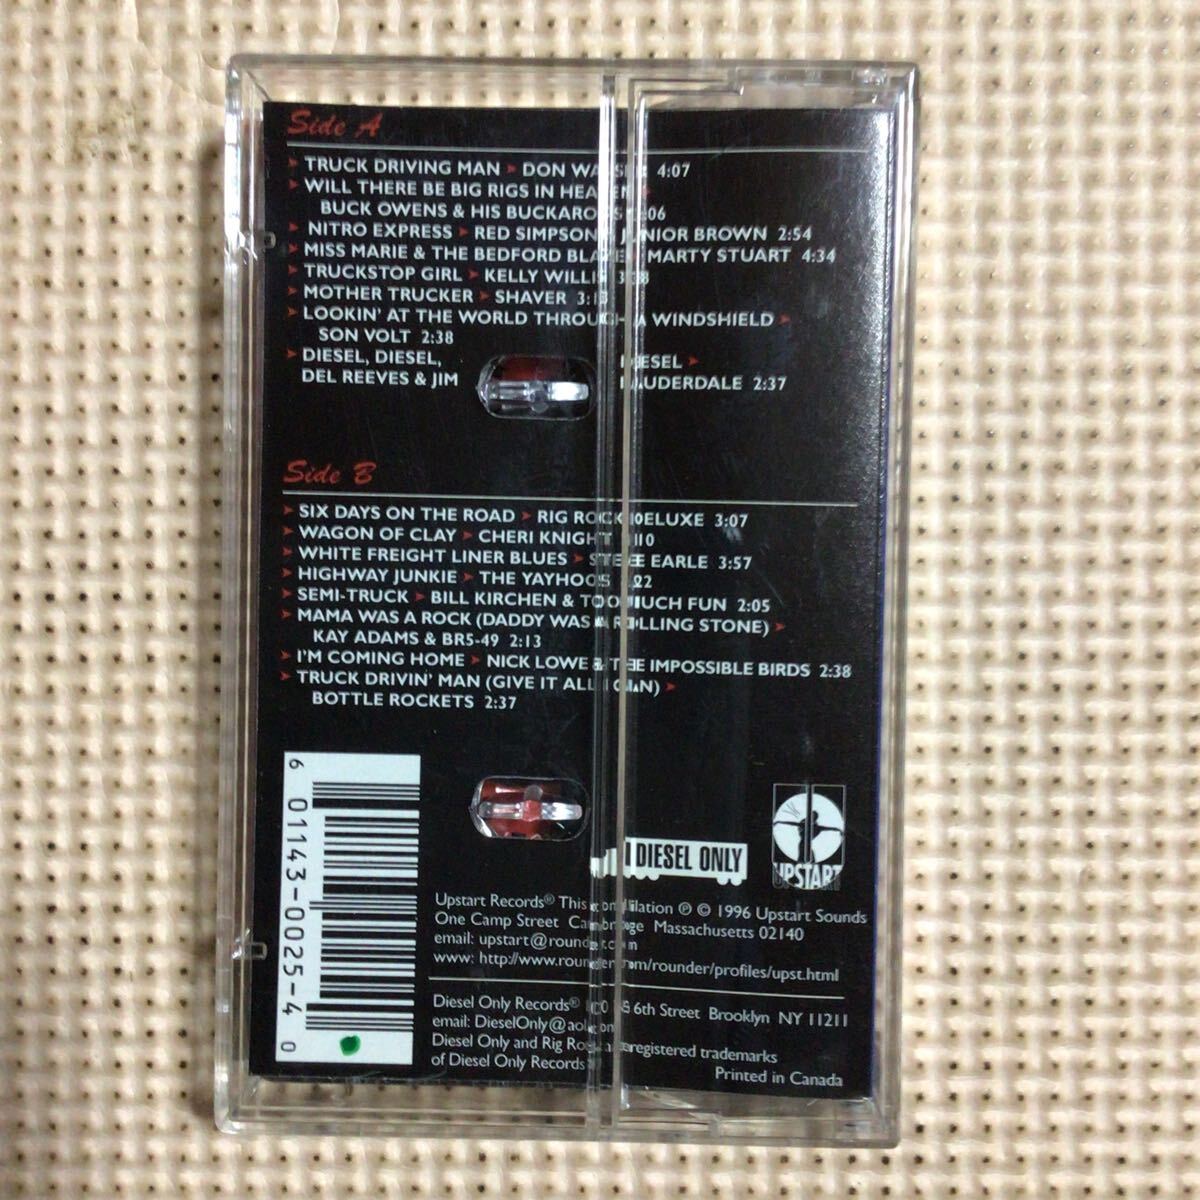 Side A
TRUCK DRIVING MAN DON 4:07
WILL THERE BE BIG RIGS IN HEAVEN
BUCK OWENS & HIS BUCKAROOS
NITRO EXPRESS RED SIMPSON & JUNIOR BROWN 2:54
MISS MARIE & THE BEDFORD BLAZE MARTY STUART 4:34
TRUCKSTOP GIRL KELLY WILLIS 3:38
MOTHER TRUCKER SHAVER 3:13
LOOKIN' AT THE WORLD THROUGH A WINDSHIELD
SON VOLT 2:38
DIESEL, DIESEL, DIESEL
DEL REEVES & JIM LAUDERDALE 2:37
Side B
SIX DAYS ON THE ROAD RIG ROCK DELUXE 3:07
WAGON OF CLAY CHERI KNIGHT
WHITE FREIGHT LINER BLUES STEVE EARLE 3:57
HIGHWAY JUNKIE THE YAYHOOS
SEMI-TRUCK BILL KIRCHEN & TOO MUCH FUN 2:05
MAMA WAS A ROCK (DADDY WAS A ROLLING STONE)
KAY ADAMS & BR5-49 2:13
I'M COMING HOME NICK LOWE & THE IMPOSSIBLE BIRDS 2:38
TRUCK DRIVIN' MAN (GIVE IT ALL I CAN)
BOTTLE ROCKETS 2:37
6 01143-0025-4 0
DIESEL ONLY
UPSTART
Upstart Records® This compilation ℗ © 1996 Upstart Sounds
One Camp Street Cambridge Massachusetts 02140
email: upstart@rounder.com
www: http://www.rounder.com/rounder/profiles/upst.html
Diesel Only Records® 6th Street Brooklyn NY 11211
email: DieselOnly@aol.com
Diesel Only and Rig Rock are registered trademarks
of Diesel Only Records
Printed in Canada